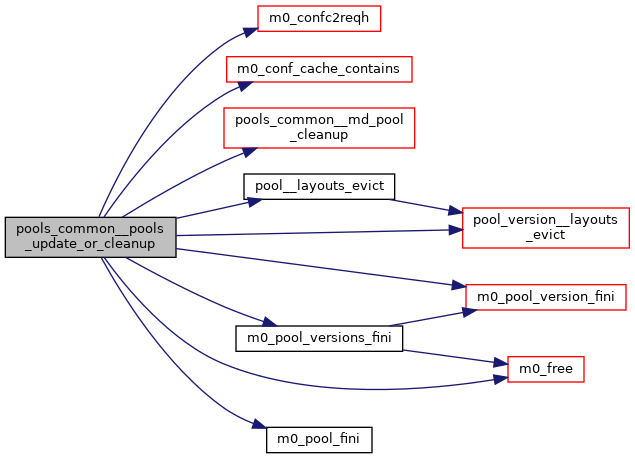 m0_confc2reqh
m0_conf_cache_contains
pools_common__md_pool
_cleanup
pool__layouts_evict
pools_common__pools
_update_or_cleanup
pool_version__layouts
_evict
m0_pool_version_fini
m0_pool_versions_fini
m0_free
m0_pool_fini